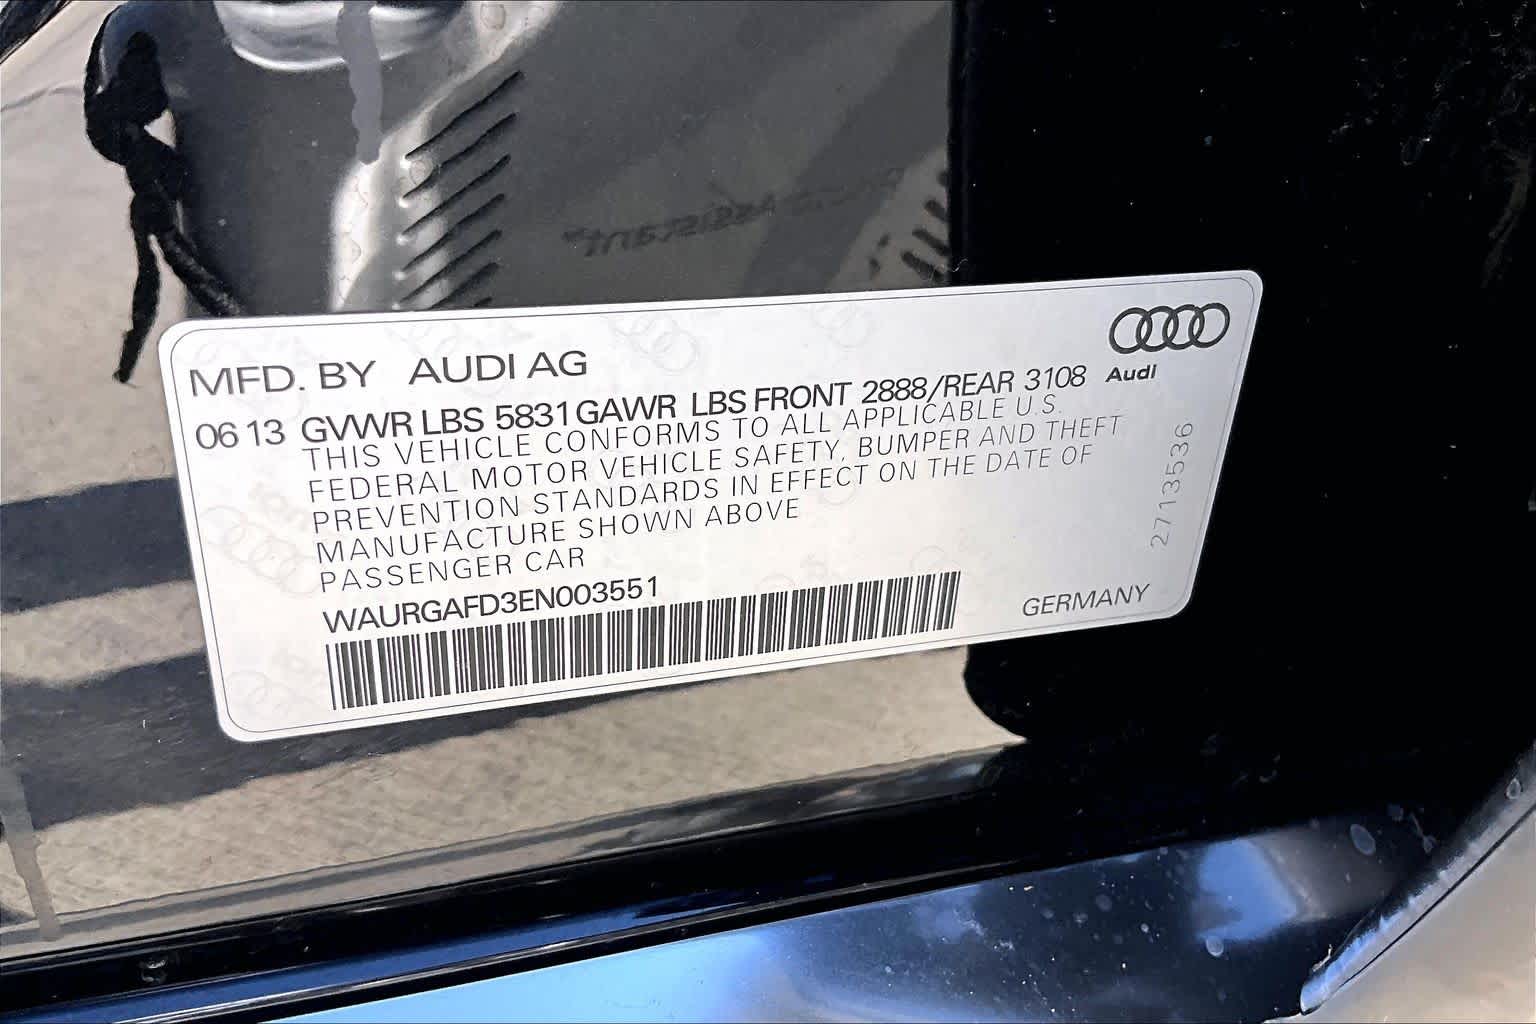 MFD. BY AUDI AG
06 13 GVWR LBS 5831 GAWR LBS FRONT 2888/REAR 3108
THIS VEHICLE CONFORMS TO ALL APPLICABLE U.S.
FEDERAL MOTOR VEHICLE SAFETY, BUMPER AND THEFT
PREVENTION STANDARDS IN EFFECT ON THE DATE OF
MANUFACTURE SHOWN ABOVE
PASSENGER CAR
WAURGAFD3EN003551
Audi
2713536
GERMANY